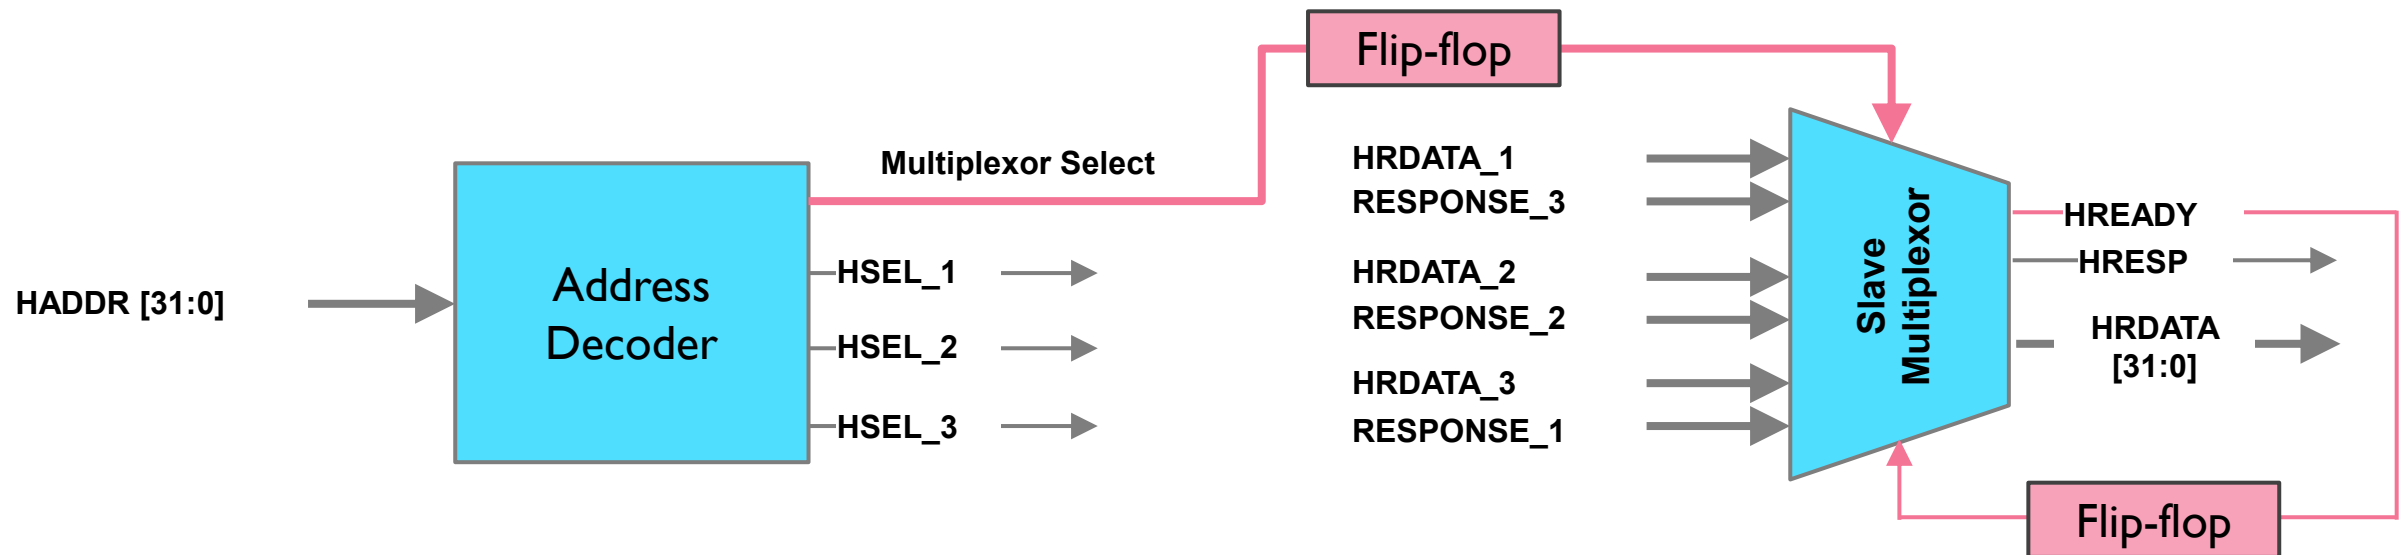 Flip-flop
Multiplexor Select
HADDR [31:0]
Address
Decoder
HSEL_1
HSEL_2
HSEL_3
HRDATA_1
RESPONSE_3
HRDATA_2
RESPONSE_2
HRDATA_3
RESPONSE_1
Slave
Multiplexor
HREADY
HRESP
HRDATA
[31:0]
Flip-flop